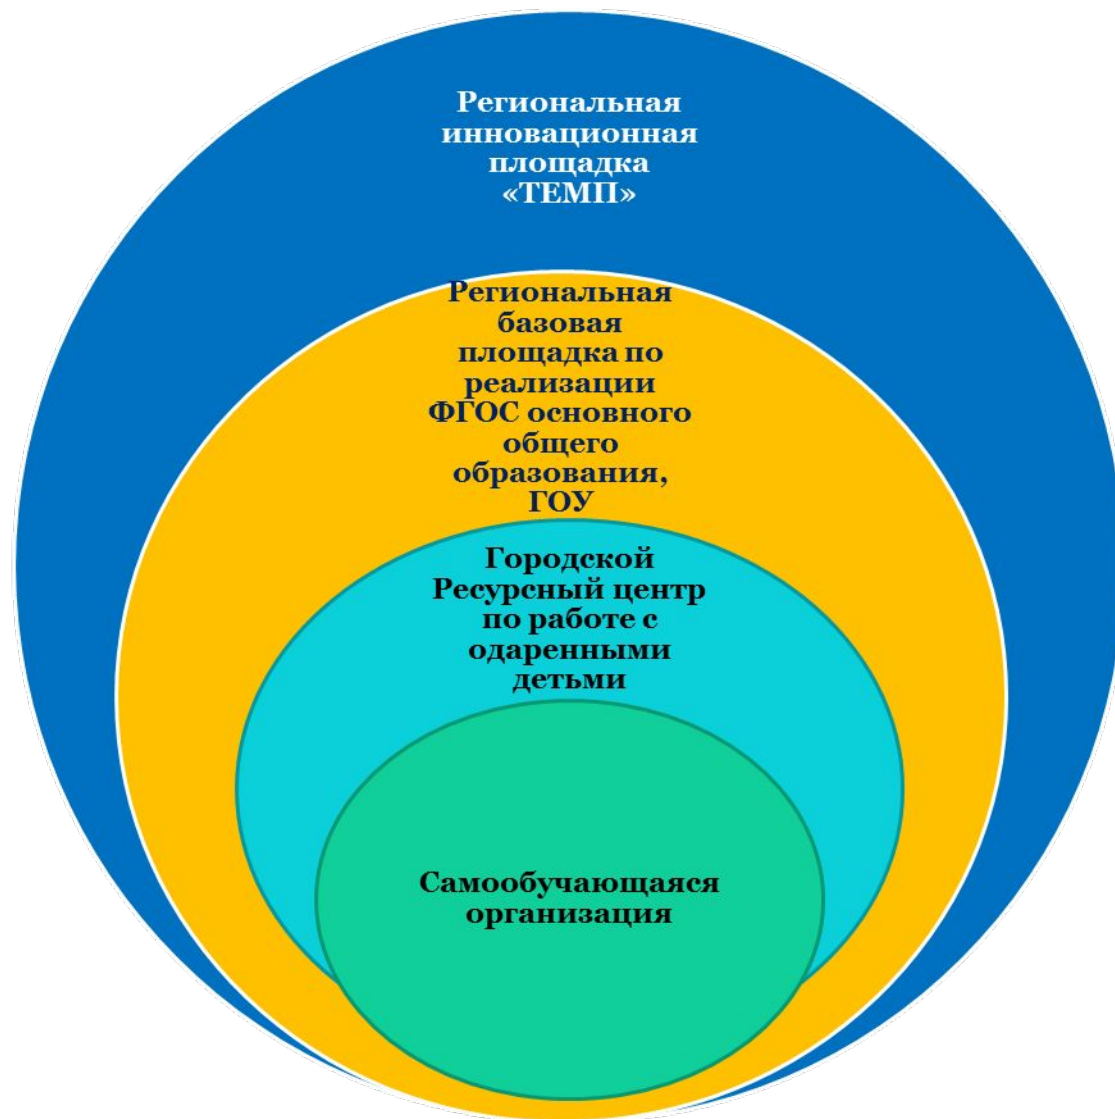 Региональная
инновационная
площадка
«ТЕМП»
Региональная
базовая
площадка по
реализации
ФГОС основного
общего
образования,
ГОУ
Городской
Ресурсный центр
по работе с
одаренными
детьми
Самообучающаяся
организация